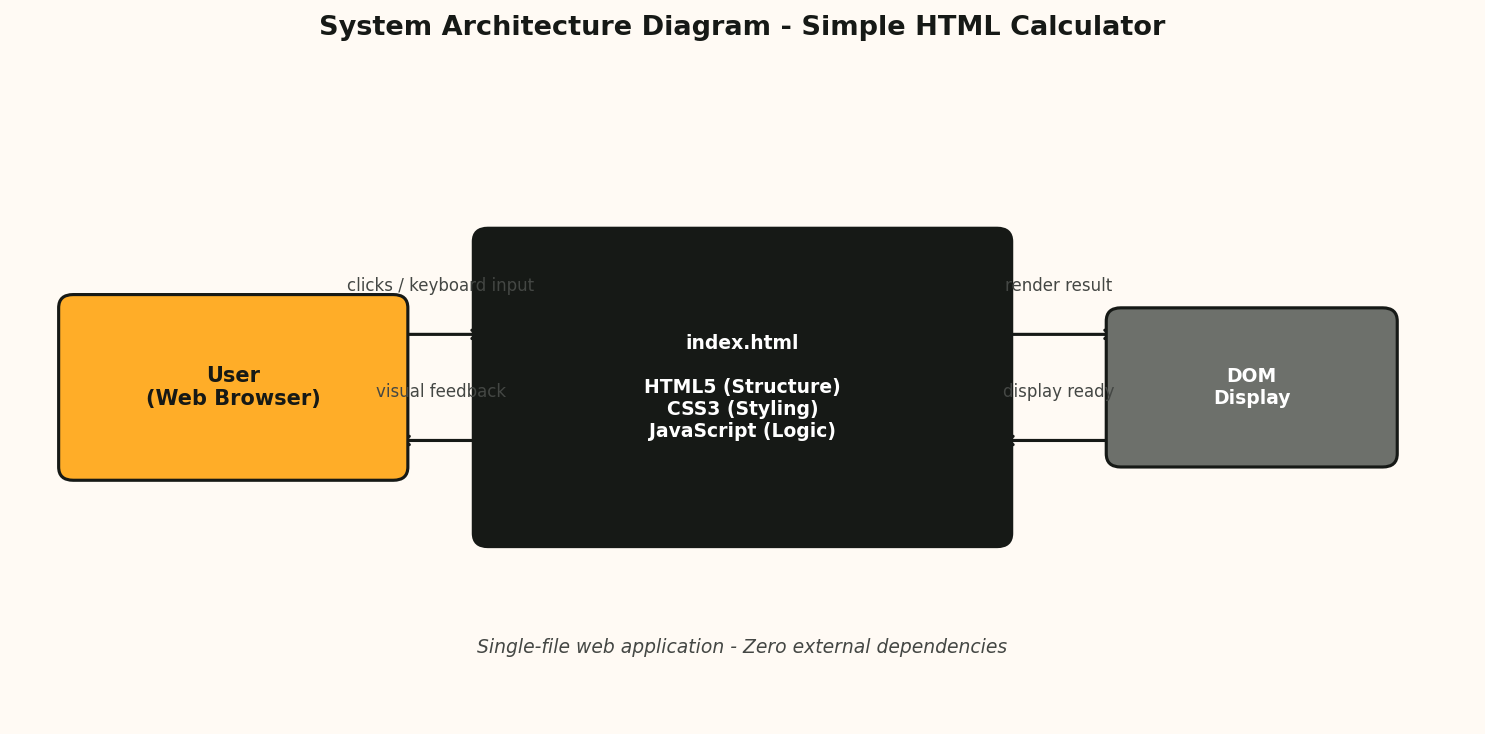 System Architecture Diagram - Simple HTML Calculator
clicks / keyboard input
render result
User
(Web Browser)
visual feedback
index.html
HTML5 (Structure)
CSS3 (Styling)
JavaScript (Logic)
display ready
DOM
Display
Single-file web application - Zero external dependencies